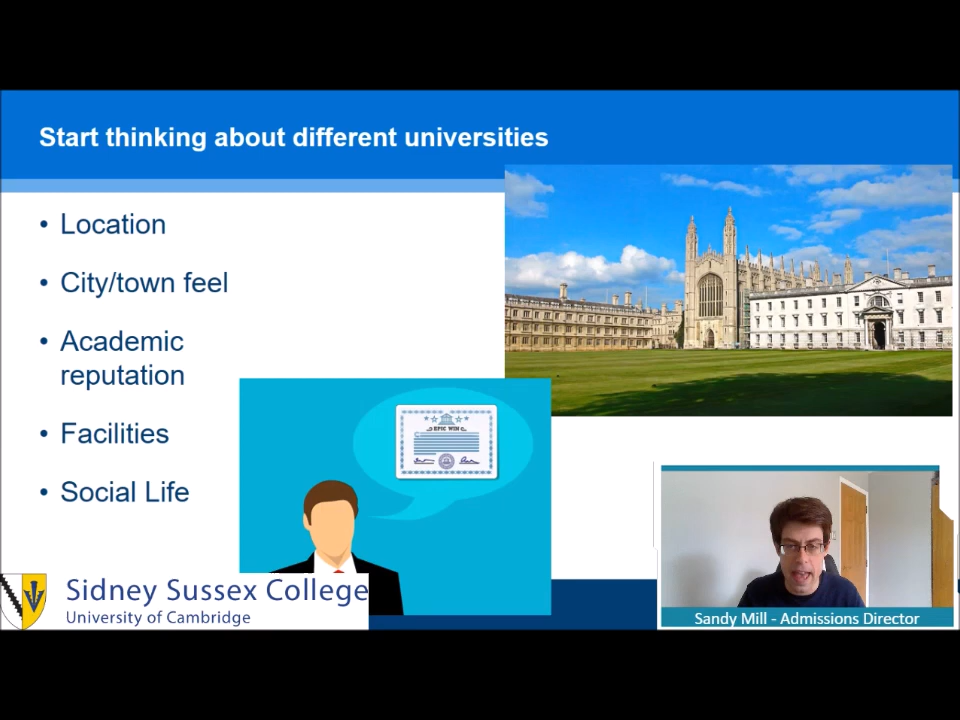 Start thinking about different universities
• Location
• City/town feel
• Academic
reputation
• Facilities
• Social Life
EPIC WIN
Sidney Sussex College
University of Cambridge
Sandy Mill - Admissions Director